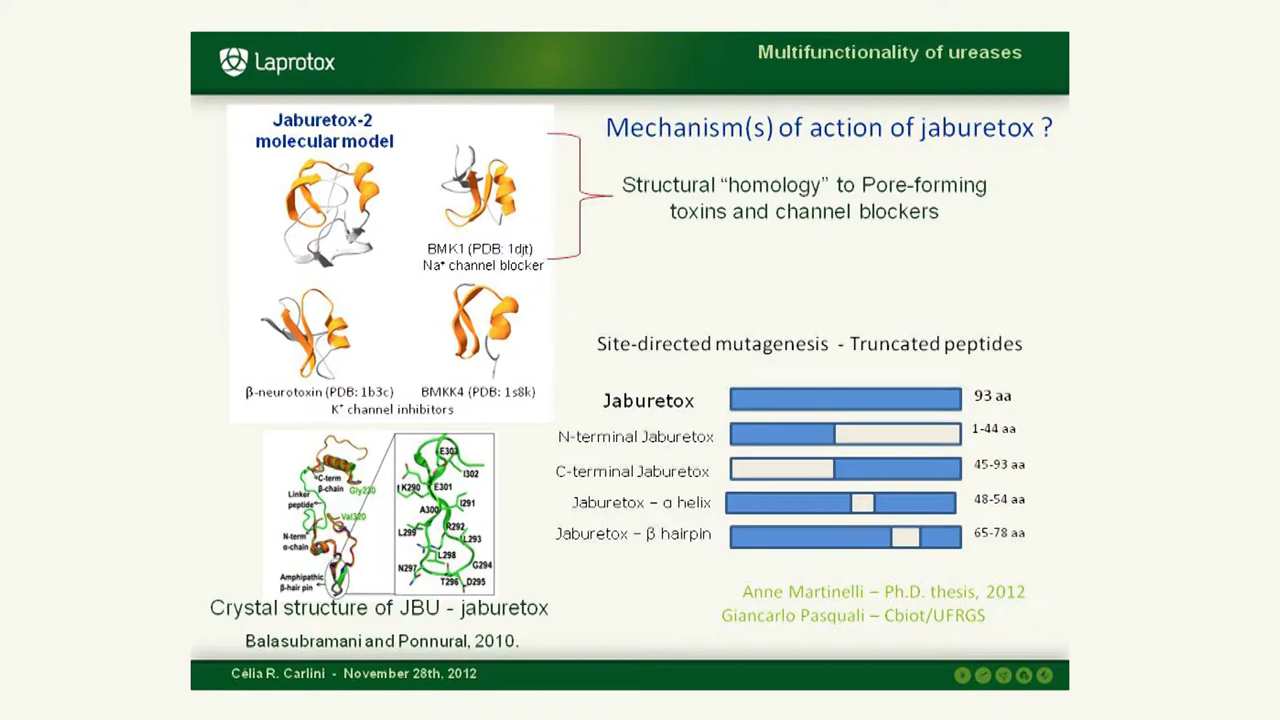 Laprotox
Multifunctionality of ureases
Jaburetox-2
molecular model
BMK1 (PDB: 1djt)
Na⁺ channel blocker
β-neurotoxin (PDB: 1b3c)
BMKK4 (PDB: 1s8k)
K⁺ channel inhibitors
Mechanism(s) of action of jaburetox ?
Structural “homology” to Pore-forming
toxins and channel blockers
Site-directed mutagenesis - Truncated peptides
Jaburetox
93 aa
N-terminal Jaburetox
1-44 aa
C-terminal Jaburetox
45-93 aa
Jaburetox – α helix
48-54 aa
Jaburetox – β hairpin
65-78 aa
C-term
β-chain
Gly230
Linker
peptide
Val320
N-term
α-chain
Amphipathic
β-hair pin
E303
I302
K290
E301
I291
A300
R292
L299
L293
L298
G294
N297
T296
D295
Crystal structure of JBU - jaburetox
Balasubramani and Ponnural, 2010.
Anne Martinelli – Ph.D. thesis, 2012
Giancarlo Pasquali – Cbiot/UFRGS
Célia R. Carlini - November 28th, 2012